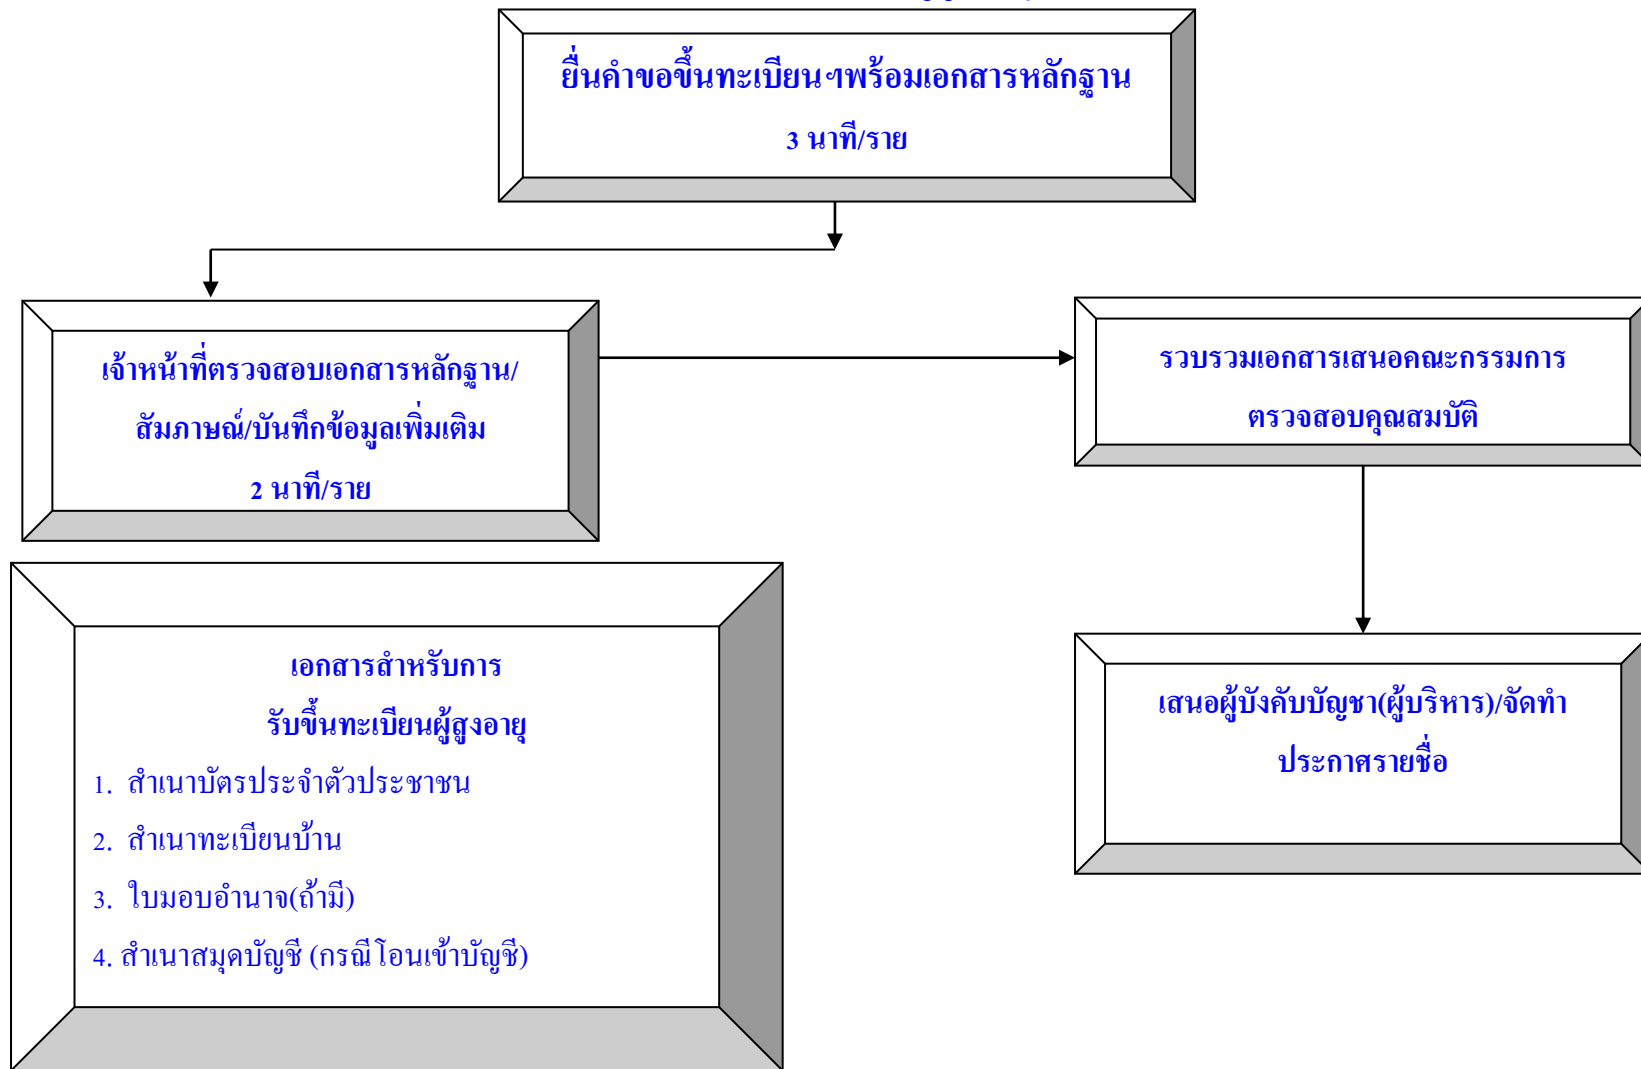 ยื่นคำขอขึ้นทะเบียนฯพร้อมเอกสารหลักฐาน
3 นาที/ราย
เจ้าหน้าที่ตรวจสอบเอกสารหลักฐาน/
สัมภาษณ์/บันทึกข้อมูลเพิ่มเติม
2 นาที/ราย
รวบรวมเอกสารเสนอคณะกรรมการ
ตรวจสอบคุณสมบัติ
เสนอผู้บังคับบัญชา(ผู้บริหาร)/จัดทำ
ประกาศรายชื่อ
เอกสารสำหรับการ
รับขึ้นทะเบียนผู้สูงอายุ
1. สำเนาบัตรประจำตัวประชาชน
2. สำเนาทะเบียนบ้าน
3. ใบมอบอำนาจ(ถ้ามี)
4. สำเนาสมุดบัญชี (กรณีโอนเข้าบัญชี)